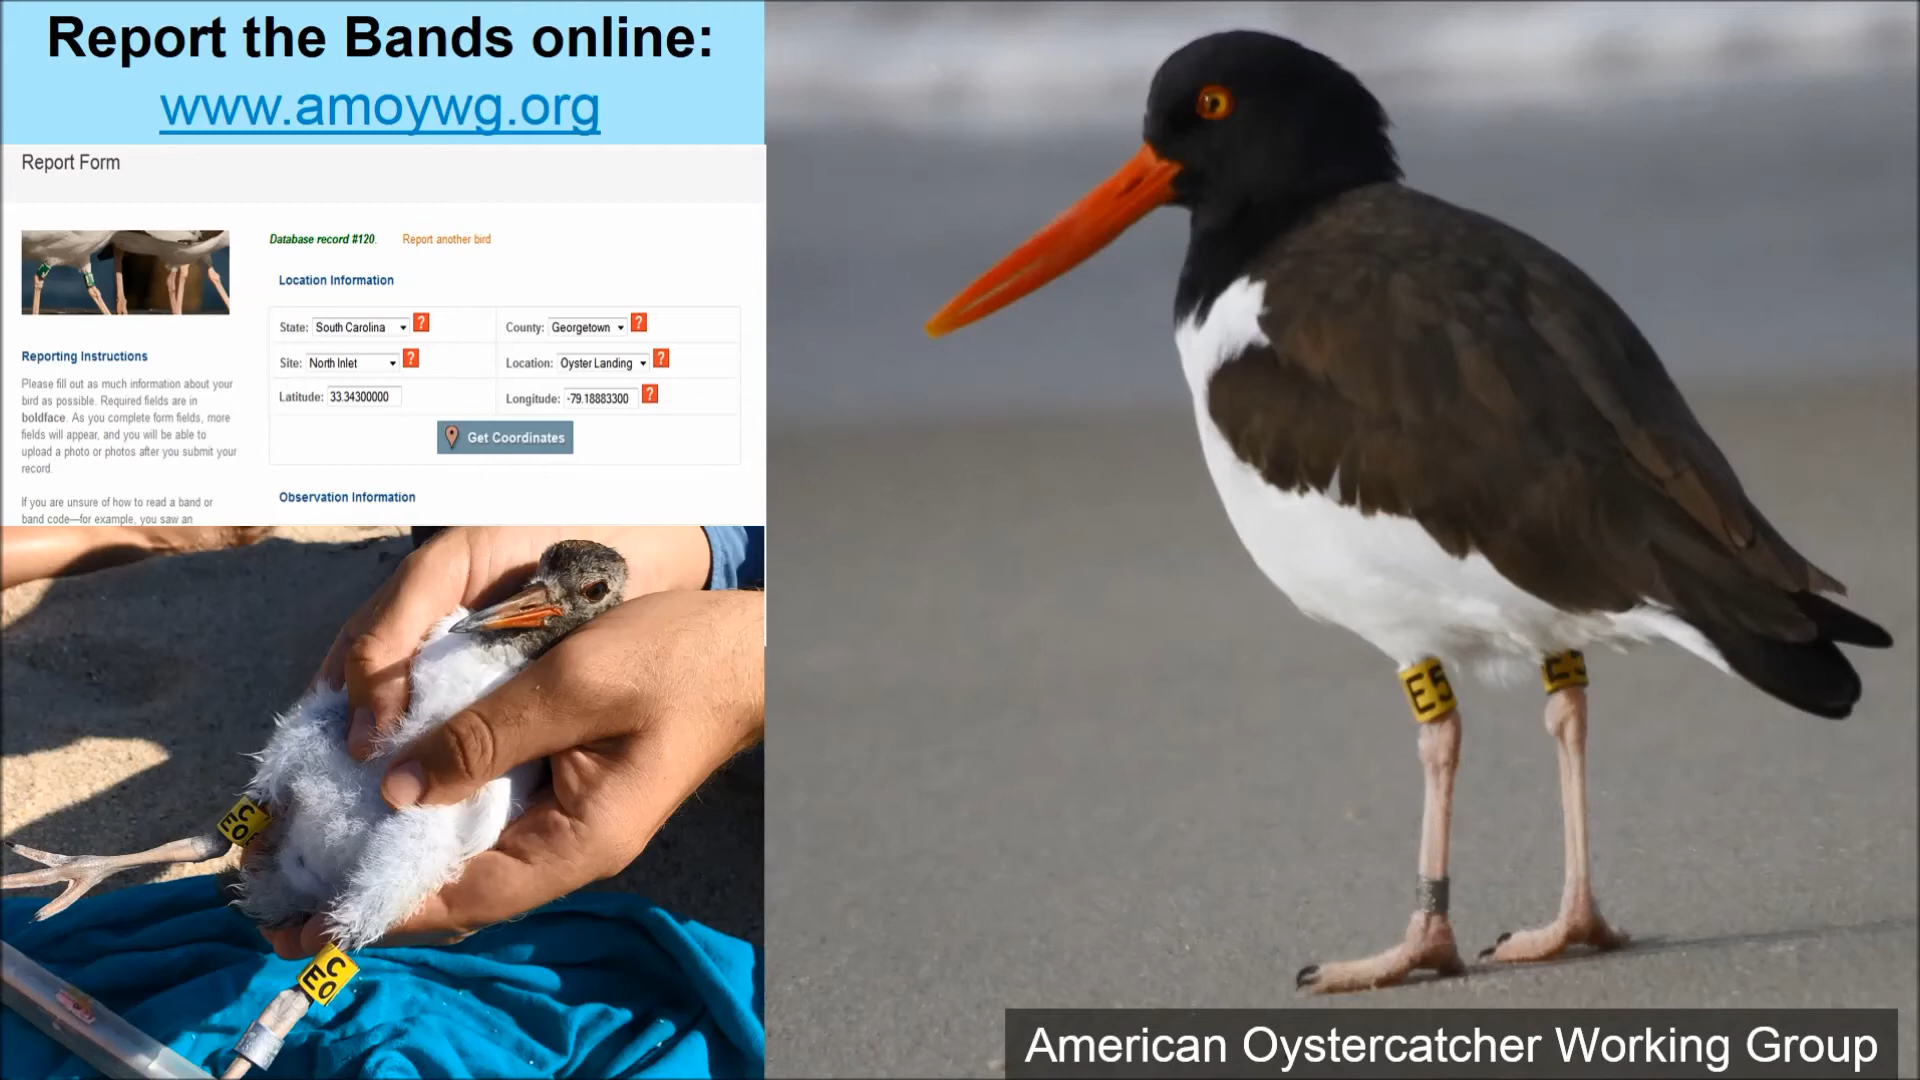 Report the Bands online:
www.amoywg.org
Report Form
Database record #120.
Report another bird
Location Information
State: South Carolina ?
County: Georgetown ?
Site: North Inlet ?
Location: Oyster Landing ?
Latitude: 33.34300000
Longitude: -79.18883300 ?
Get Coordinates
Observation Information
Reporting Instructions
Please fill out as much information about your
bird as possible. Required fields are in
boldface. As you complete form fields, more
fields will appear, and you will be able to
upload a photo or photos after you submit your
record.
If you are unsure of how to read a band or
band code—for example, you saw an
E5
C
EO
C
EO
American Oystercatcher Working Group